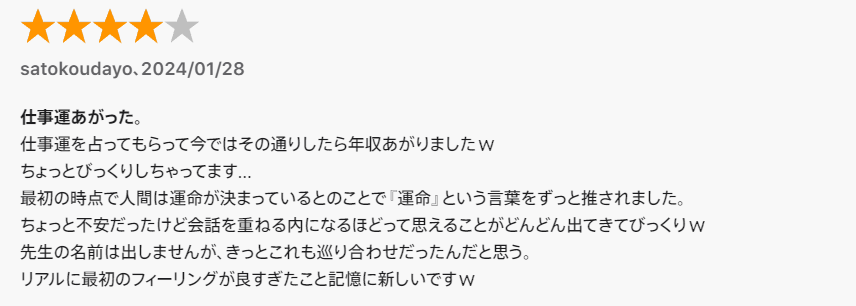 satokoudayo、2024/01/28
仕事運あがった。
仕事運を占ってもらって今ではその通りしたら年収あがりましたｗ
ちょっとびっくりしちゃってます...
最初の時点で人間は運命が決まっているとのことで『運命』という言葉をずっと推されました。
ちょっと不安だったけど会話を重ねる内になるほどって思えることがどんどん出てきてびっくりｗ
先生の名前は出しませんが、きっとこれも巡り合わせだったんだと思う。
リアルに最初のフィーリングが良すぎたこと記憶に新しいですｗ